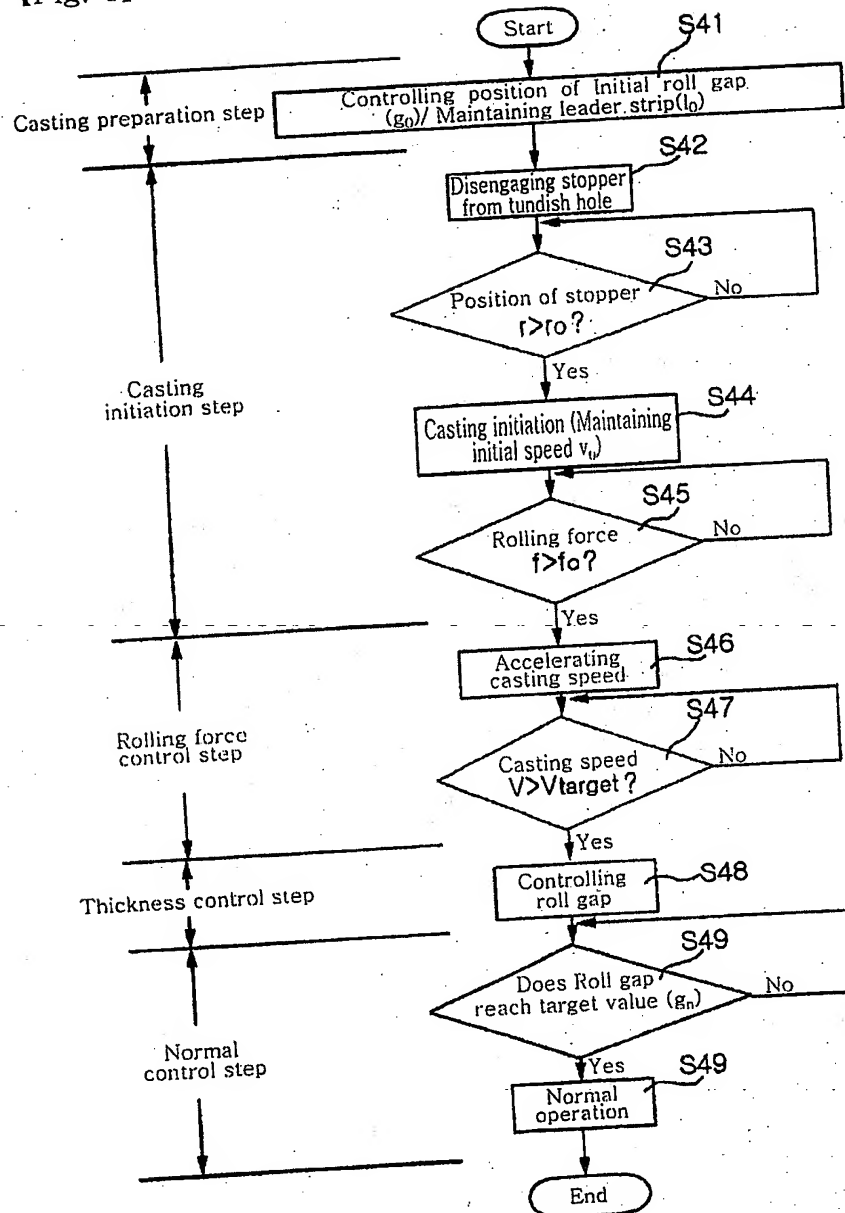 Start
S41
Controlling position of Initial roll gap
(g₀)/ Maintaining leader strip(l₀)
Casting preparation step
S42
Disengaging stopper
from tundish hole
S43
Position of stopper
r>ro?
No
Yes
Casting
initiation step
S44
Casting initiation (Maintaining
initial speed v₀)
S45
Rolling force
f>fo?
No
Yes
S46
Accelerating
casting speed
S47
Rolling force
control step
Casting speed
V>Vtarget?
No
Yes
S48
Controlling
roll gap
Thickness control step
S49
Does Roll gap
reach target value (gₙ)
No
Yes
Normal
control step
S49
Normal
operation
End